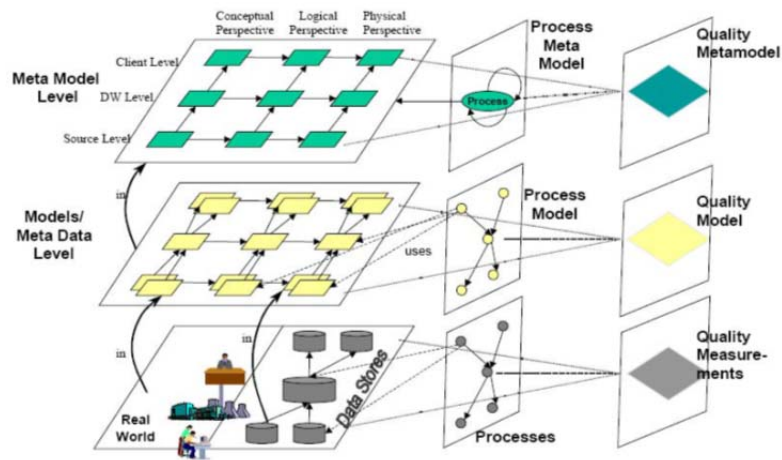 Conceptual Logical Physical
Perspective Perspective Perspective
Process
Meta
Model
Quality
Metamodel
Meta Model
Level
Client Level
DW Level
Source Level
Process
in
Models/
Meta Data
Level
uses
Process
Model
Quality
Model
in
in
Real
World
Data Stores
Processes
Quality
Measure-
ments